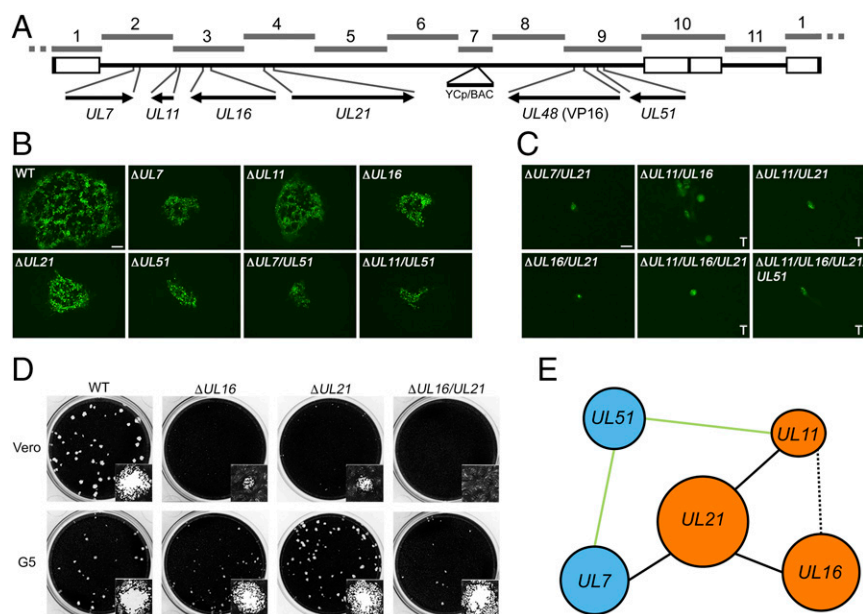 A
1 2 3 4 5 6 7 8 9 10 11 1
YCp/BAC
UL7 UL11 UL16 UL21 UL48 (VP16) UL51
B
WT ΔUL7 ΔUL11 ΔUL16
ΔUL21 ΔUL51 ΔUL7/UL51 ΔUL11/UL51
C
ΔUL7/UL21 ΔUL11/UL16 ΔUL11/UL21
T T
ΔUL16/UL21 ΔUL11/UL16/UL21 ΔUL11/UL16/UL21/
UL51
T T
D
WT ΔUL16 ΔUL21 ΔUL16/UL21
Vero
G5
E
UL51
UL11
UL21
UL7
UL16